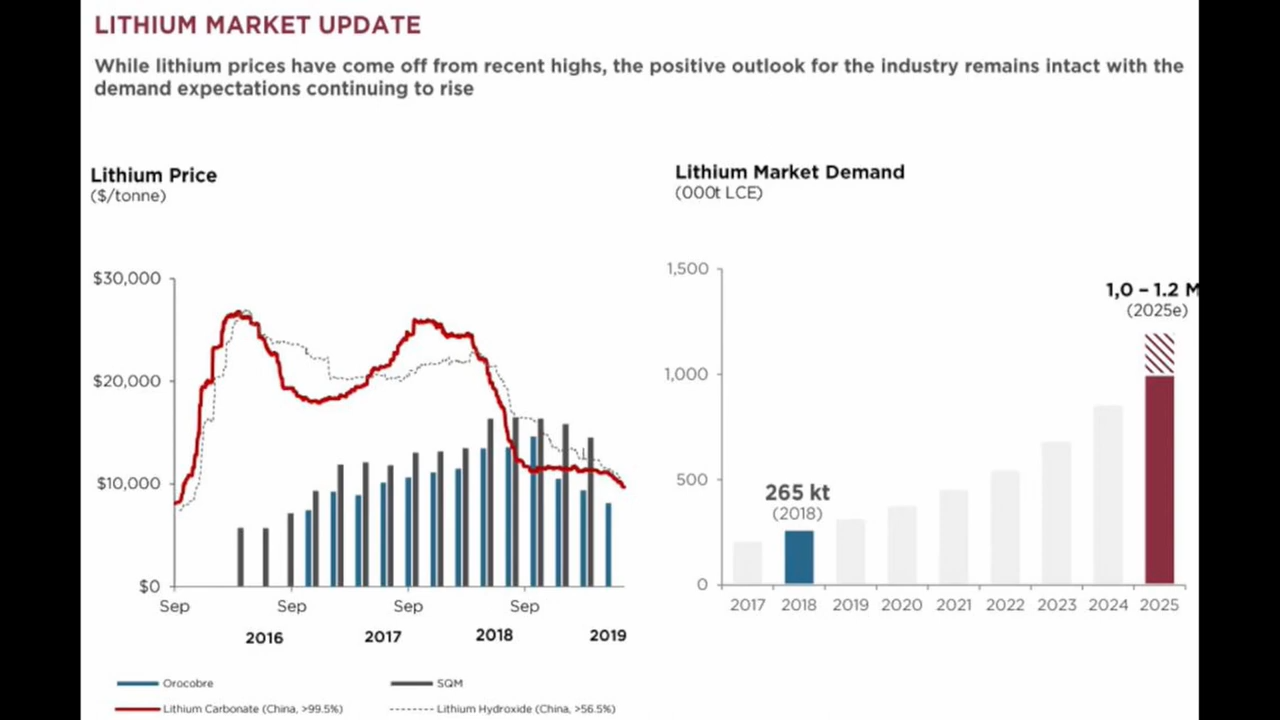 LITHIUM MARKET UPDATE
While lithium prices have come off from recent highs, the positive outlook for the industry remains intact with the
demand expectations continuing to rise
Lithium Price
($/tonne)
$30,000
$20,000
$10,000
$0
Sep Sep Sep Sep
2016 2017 2018 2019
Orocobre
SQM
Lithium Carbonate (China, >99.5%)
Lithium Hydroxide (China, >56.5%)
Lithium Market Demand
(000t LCE)
1,500
1,000
500
0
265 kt
(2018)
1,0 – 1.2 M
(2025e)
2017 2018 2019 2020 2021 2022 2023 2024 2025